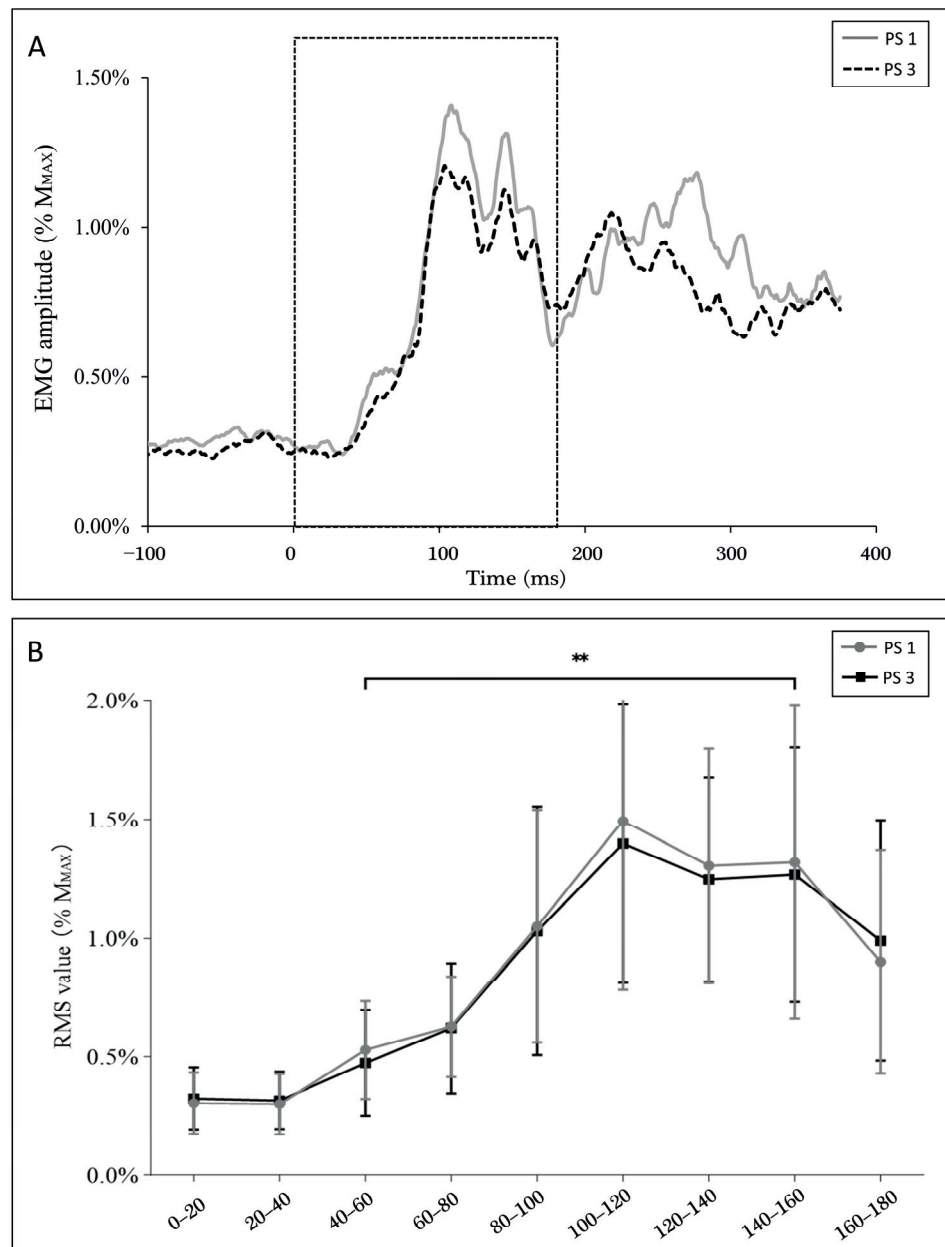 A
PS 1
PS 3
EMG amplitude (% MMAX)
1.50%
1.00%
0.50%
0.00%
−100
0
100
200
300
400
Time (ms)
B
PS 1
PS 3
**
RMS value (% MMAX)
2.0%
1.5%
1.0%
0.5%
0.0%
0–20
20–40
40–60
60–80
80–100
100–120
120–140
140–160
160–180